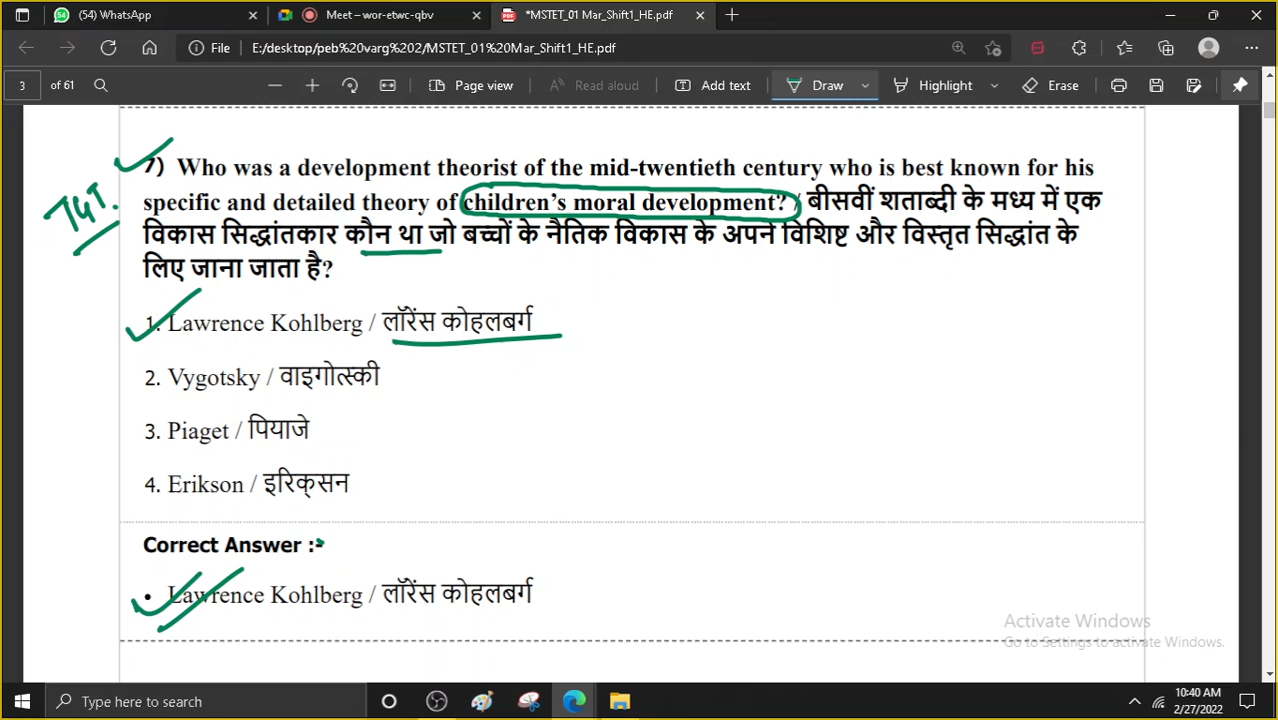 (54) WhatsApp
Meet – wor-etwc-qbv
*MSTET_01 Mar_Shift1_HE.pdf
File E:/desktop/peb%20varg%202/MSTET_01%20Mar_Shift1_HE.pdf
3 of 61 Page view Read aloud Add text Draw Highlight Erase
7) Who was a development theorist of the mid-twentieth century who is best known for his
specific and detailed theory of children's moral development? / बीसवीं शताब्दी के मध्य में एक
विकास सिद्धांतकार कौन था जो बच्चों के नैतिक विकास के अपने विशिष्ट और विस्तृत सिद्धांत के
लिए जाना जाता है?
TGT.
1. Lawrence Kohlberg / लॉरेंस कोहलबर्ग
2. Vygotsky / वाइगोत्स्की
3. Piaget / पियाजे
4. Erikson / इरिक्सन
Correct Answer :-
• Lawrence Kohlberg / लॉरेंस कोहलबर्ग
Activate Windows
Go to Settings to activate Windows.
Type here to search
10:40 AM
2/27/2022